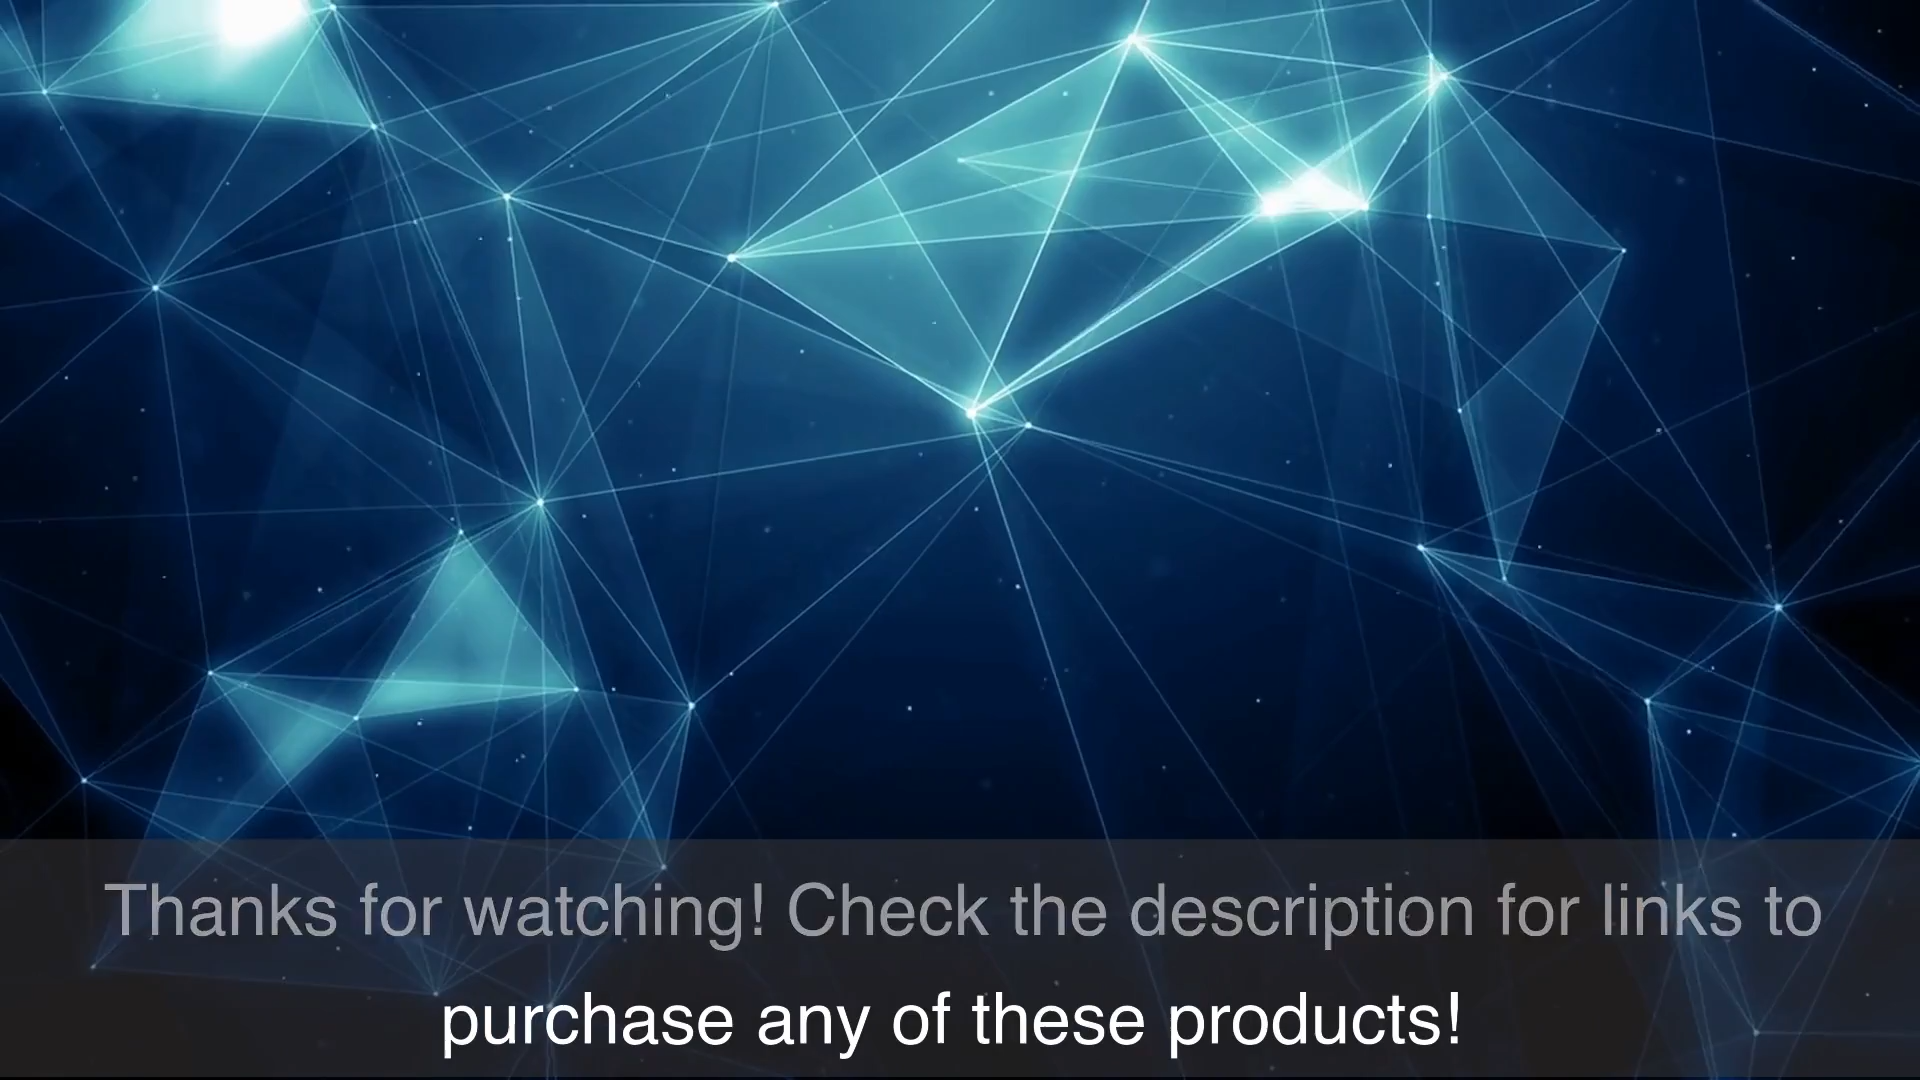 Thanks for watching! Check the description for links to
purchase any of these products!